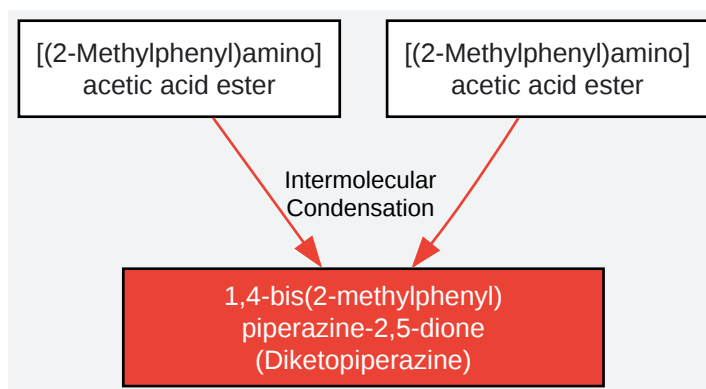 [(2-Methylphenyl)amino]
acetic acid ester
[(2-Methylphenyl)amino]
acetic acid ester
Intermolecular
Condensation
1,4-bis(2-methylphenyl)
piperazine-2,5-dione
(Diketopiperazine)